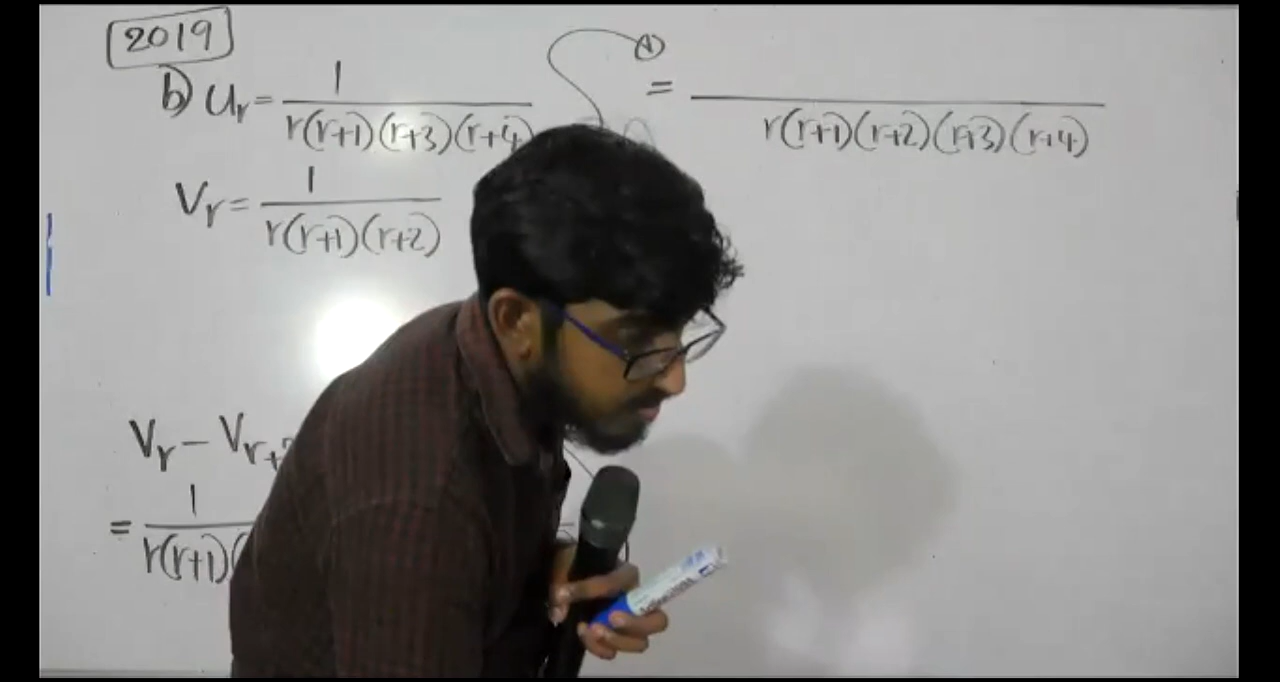 2019
b) Ur = 1 / r(r+1)(r+3)(r+4)
Vr = 1 / r(r+1)(r+2)
Vr - Vr+
= 1 / r(r+1)(
①
= / r(r+1)(r+2)(r+3)(r+4)